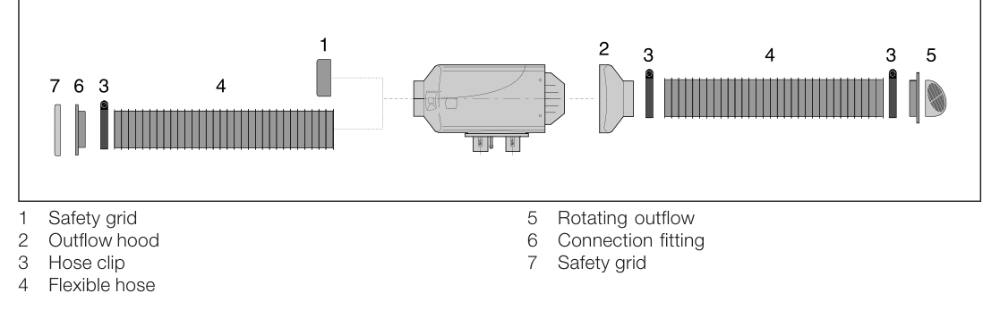 1
2
3
4
3
5
7
6
3
4
1 Safety grid
2 Outflow hood
3 Hose clip
4 Flexible hose
5 Rotating outflow
6 Connection fitting
7 Safety grid